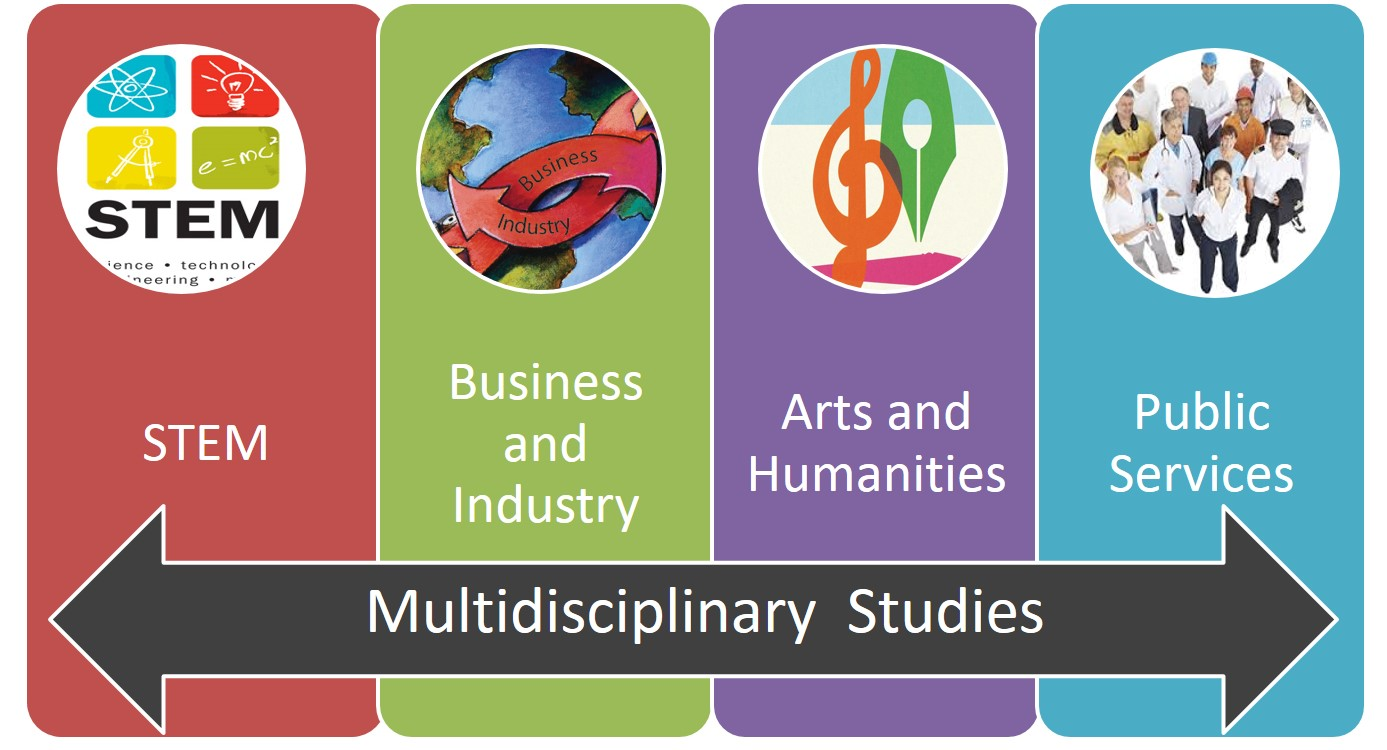 e=mc²
STEM
Business
Industry
STEM
Business
and
Industry
Arts and
Humanities
Public
Services
Multidisciplinary Studies